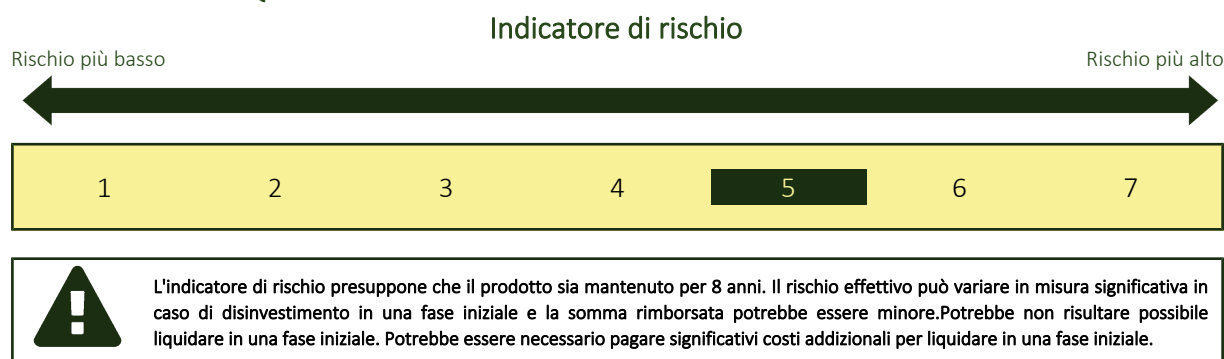 Indicatore di rischio
Rischio più basso
Rischio più alto
1 2 3 4 5 6 7
L'indicatore di rischio presuppone che il prodotto sia mantenuto per 8 anni. Il rischio effettivo può variare in misura significativa in
caso di disinvestimento in una fase iniziale e la somma rimborsata potrebbe essere minore.Potrebbe non risultare possibile
liquidare in una fase iniziale. Potrebbe essere necessario pagare significativi costi addizionali per liquidare in una fase iniziale.